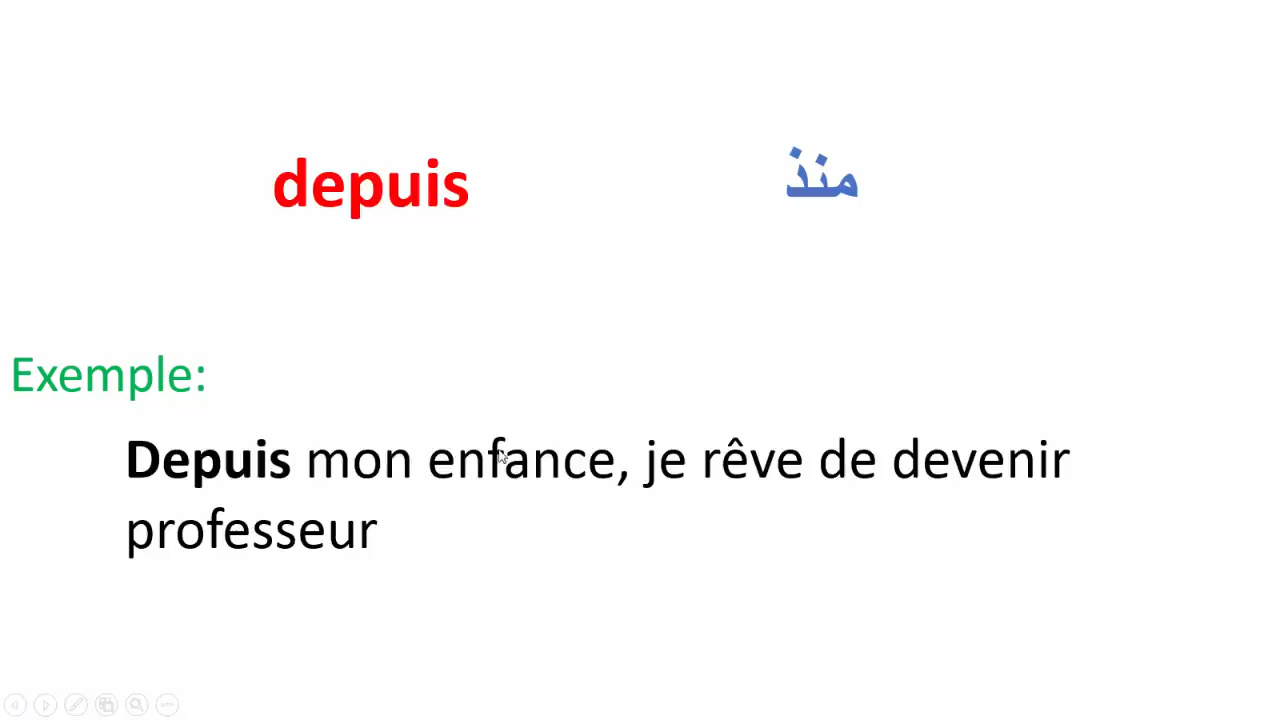 depuis منذ
Exemple:
Depuis mon enfance, je rêve de devenir
professeur